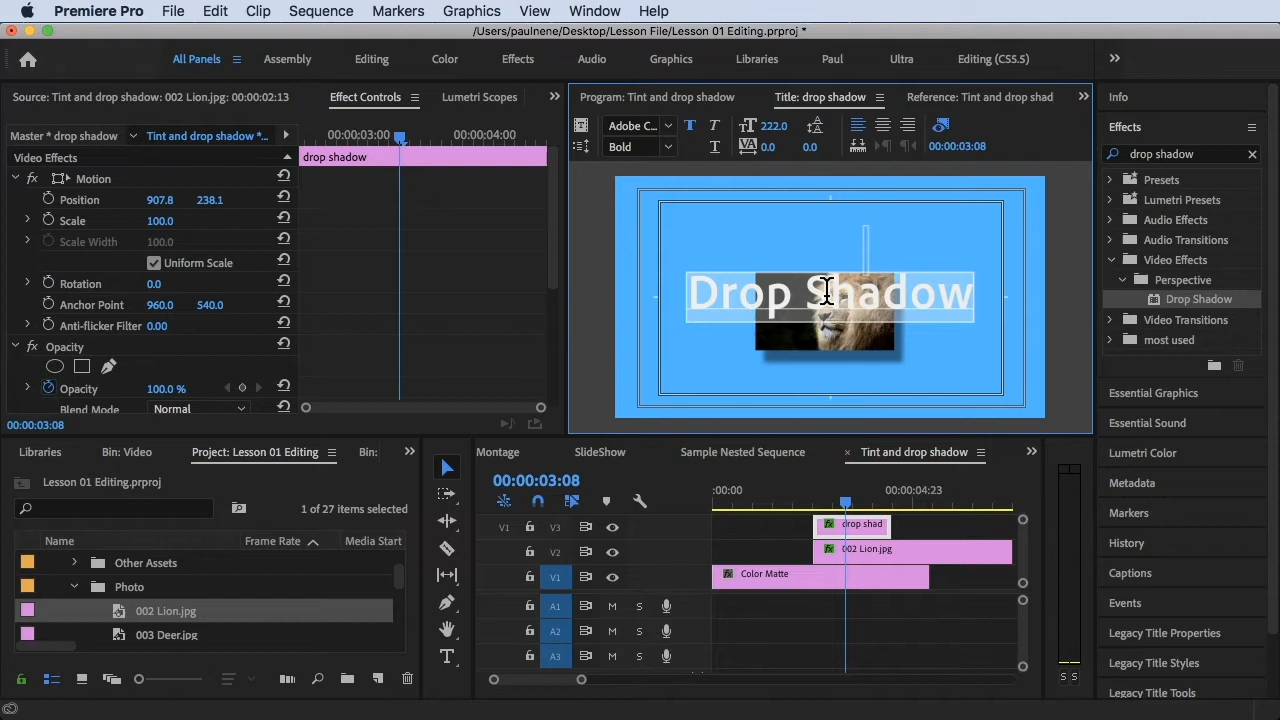 Premiere Pro File Edit Clip Sequence Markers Graphics View Window Help
/Users/paulnene/Desktop/Lesson File/Lesson 01 Editing.prproj *
All Panels Assembly Editing Color Effects Audio Graphics Libraries Paul Ultra Editing (CS5.5)
Source: Tint and drop shadow: 002 Lion.jpg: 00:00:02:13 Effect Controls Lumetri Scopes
Master * drop shadow Tint and drop shadow *... 00:00:03:00 00:00:04:00
Video Effects drop shadow
fx Motion
Position 907.8 238.1
Scale 100.0
Scale Width 100.0
Uniform Scale
Rotation 0.0
Anchor Point 960.0 540.0
Anti-flicker Filter 0.00
fx Opacity
Opacity 100.0 %
Blend Mode Normal
00:00:03:08
Program: Tint and drop shadow Title: drop shadow Reference: Tint and drop shad
Adobe C... T T 222.0
Bold T VA 0.0 0.0 00:00:03:08
Drop Shadow
Info
Effects
drop shadow
Presets
Lumetri Presets
Audio Effects
Audio Transitions
Video Effects
Perspective
Drop Shadow
Video Transitions
most used
Essential Graphics
Essential Sound
Lumetri Color
Metadata
Markers
History
Captions
Events
Legacy Title Properties
Legacy Title Styles
Legacy Title Tools
Libraries Bin: Video Project: Lesson 01 Editing Bin:
Lesson 01 Editing.prproj
1 of 27 items selected
Name Frame Rate Media Start
Other Assets
Photo
002 Lion.jpg
003 Deer.jpg
Montage SlideShow Sample Nested Sequence Tint and drop shadow
00:00:03:08 :00:00 00:00:04:23
V1 V3 fx drop shad
V2 fx 002 Lion.jpg
V1 fx Color Matte
A1 M S
A2 M S
A3 M S
S S